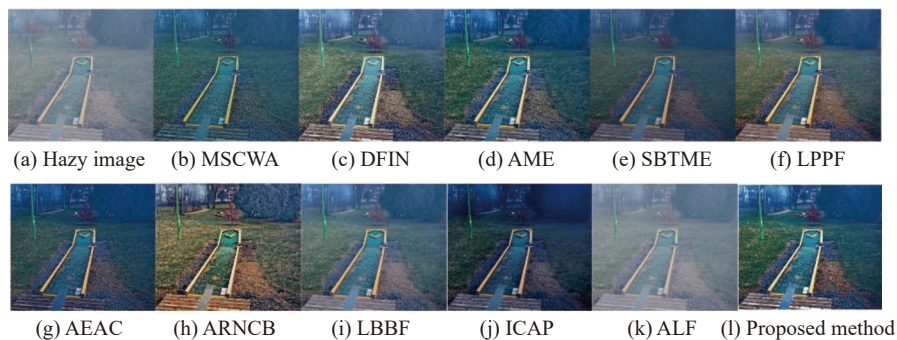 (a) Hazy image (b) MSCWA (c) DFIN (d) AME (e) SBTME (f) LPPF
(g) AEAC (h) ARNCB (i) LBBF (j) ICAP (k) ALF (l) Proposed method